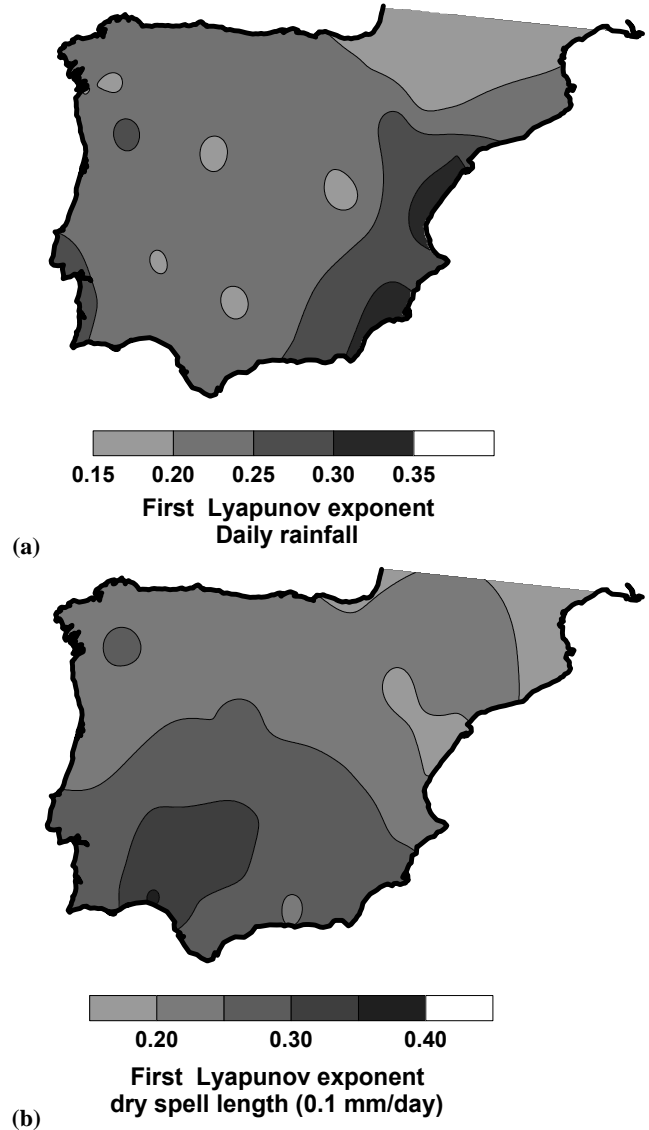 0.15 0.20 0.25 0.30 0.35
First Lyapunov exponent
Daily rainfall
(a)
0.20 0.30 0.40
First Lyapunov exponent
dry spell length (0.1 mm/day)
(b)